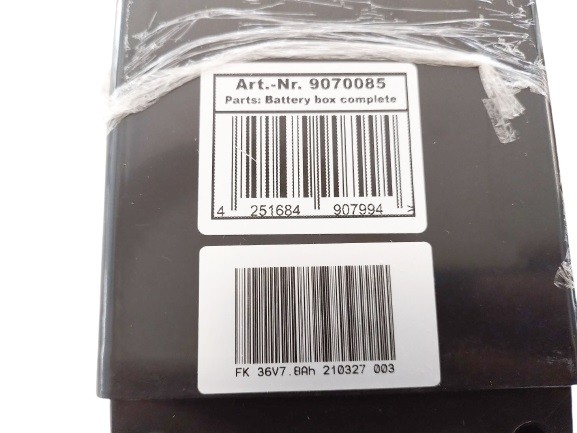 Art.-Nr. 9070085
Parts: Battery box complete
4 251684 907994 >
FK 36V7.8Ah 210327 003